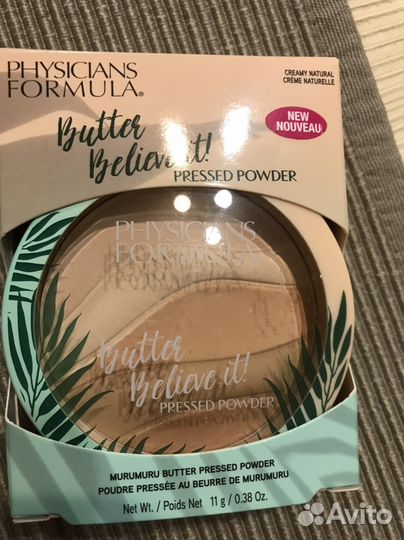 PHYSICIANS
FORMULA®
CREAMY NATURAL
CRÈME NATURELLE
NEW
NOUVEAU
Butter
Believe it!
PRESSED POWDER
PHYSICIANS
FORMULA
Butter
Believe it!
PRESSED POWDER
MURUMURU BUTTER PRESSED POWDER
POUDRE PRESSÉE AU BEURRE DE MURUMURU
Net Wt. / Poids Net 11 g / 0.38 Oz.
Avito